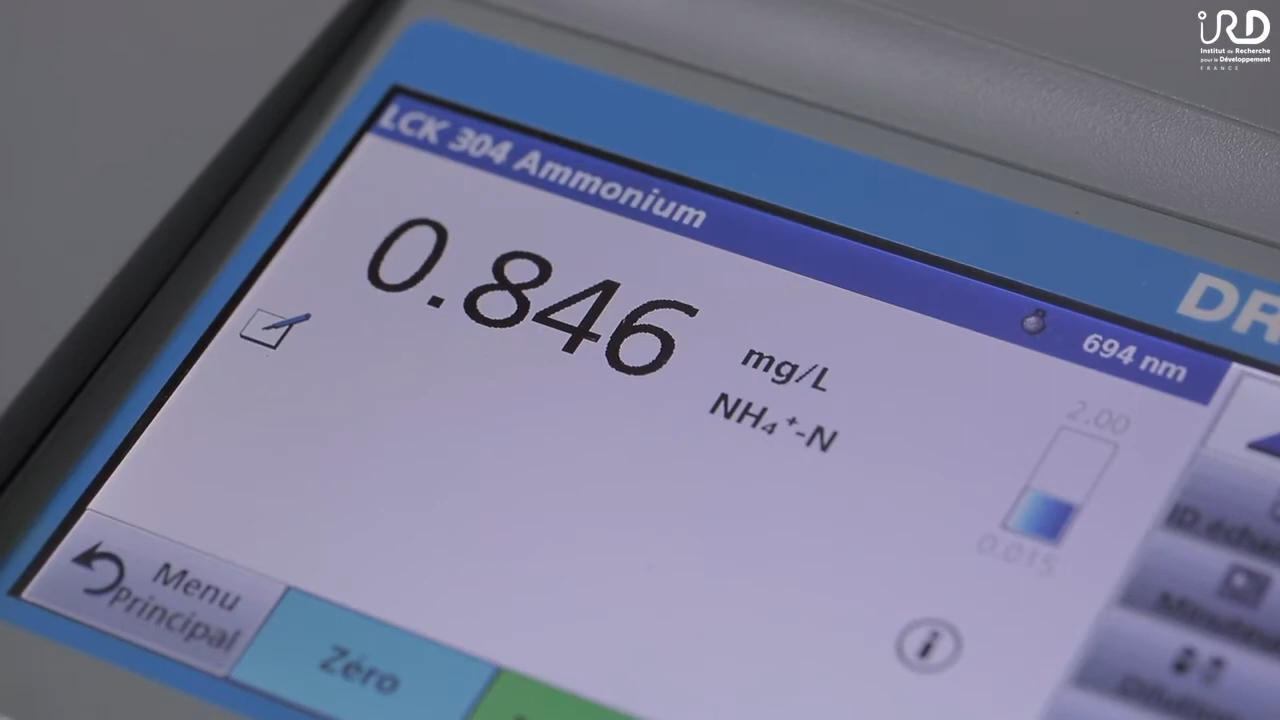 iRD
Institut de Recherche
pour le Développement
FRANCE
LCK 304 Ammonium
DR
694 nm
0.846
mg/L
NH₄⁺-N
2.00
0.015
Menu
Principal
Zéro
i